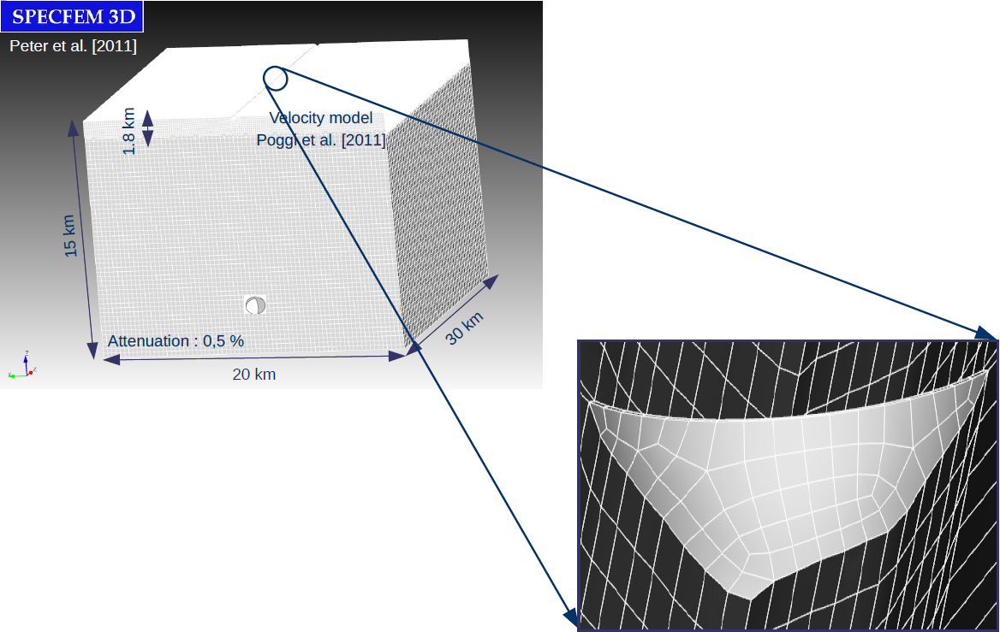 SPECFEM 3D
Peter et al. [2011]
1.8 km
Velocity model
Poggi et al. [2011]
15 km
Attenuation : 0,5 %
30 km
20 km